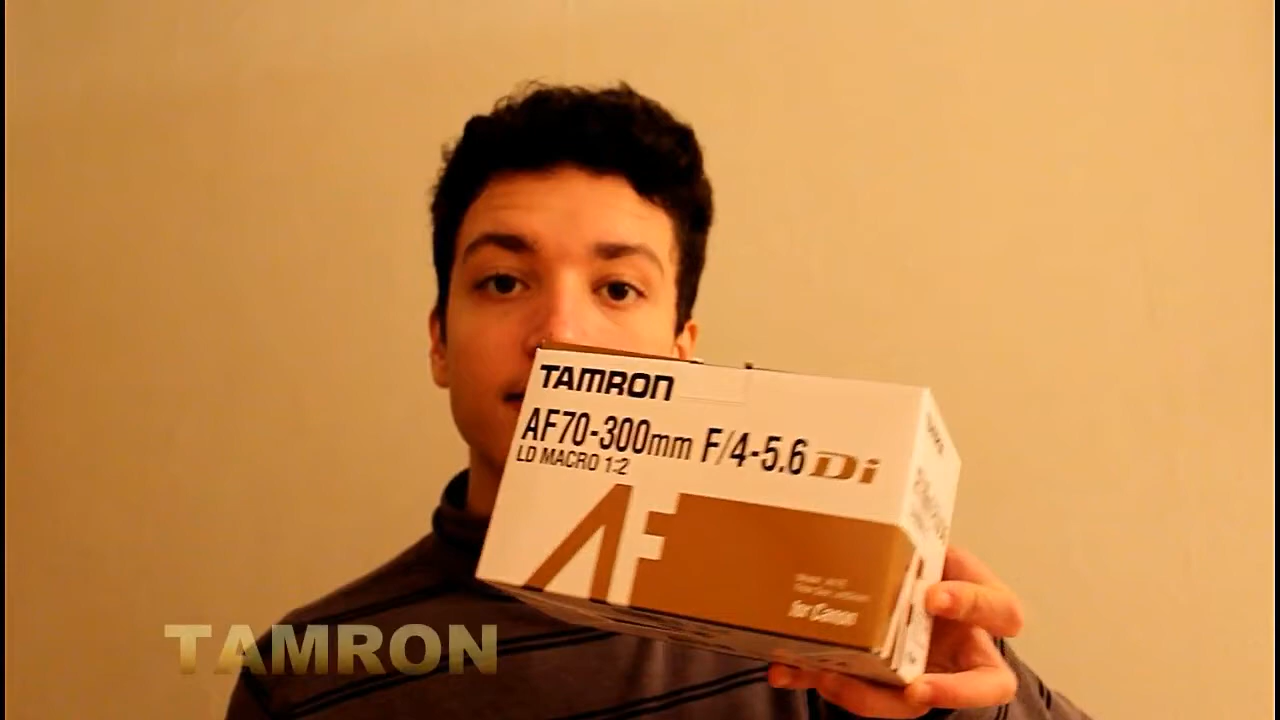 TAMRON
AF70-300mm F/4-5.6 Di
LD MACRO 1:2
AF
for Canon
TAMRON